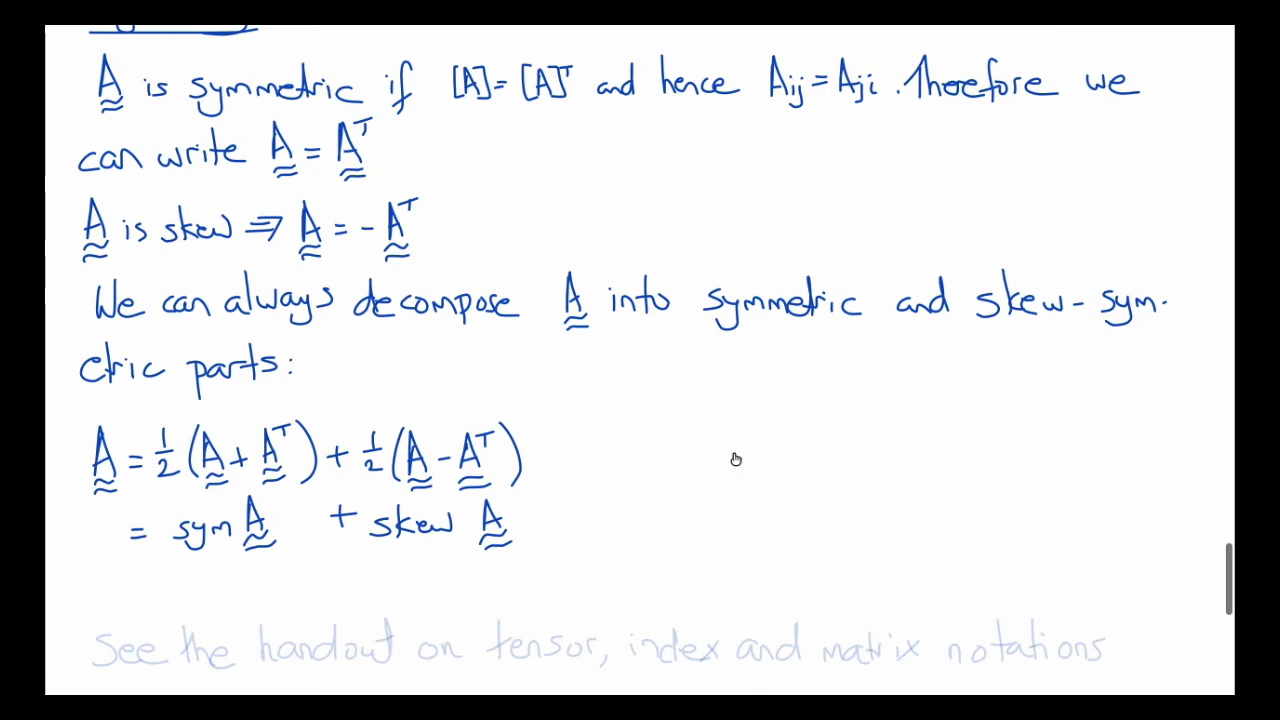 A is symmetric if [A]=[A]ᵀ and hence Aij=Aji. Therefore we
can write A = Aᵀ
A is skew ⇒ A = -Aᵀ
We can always decompose A into symmetric and skew-sym-
etric parts:
A = ½(A + Aᵀ) + ½(A - Aᵀ)
= sym A + skew A
See the handout on tensor, index and matrix notations